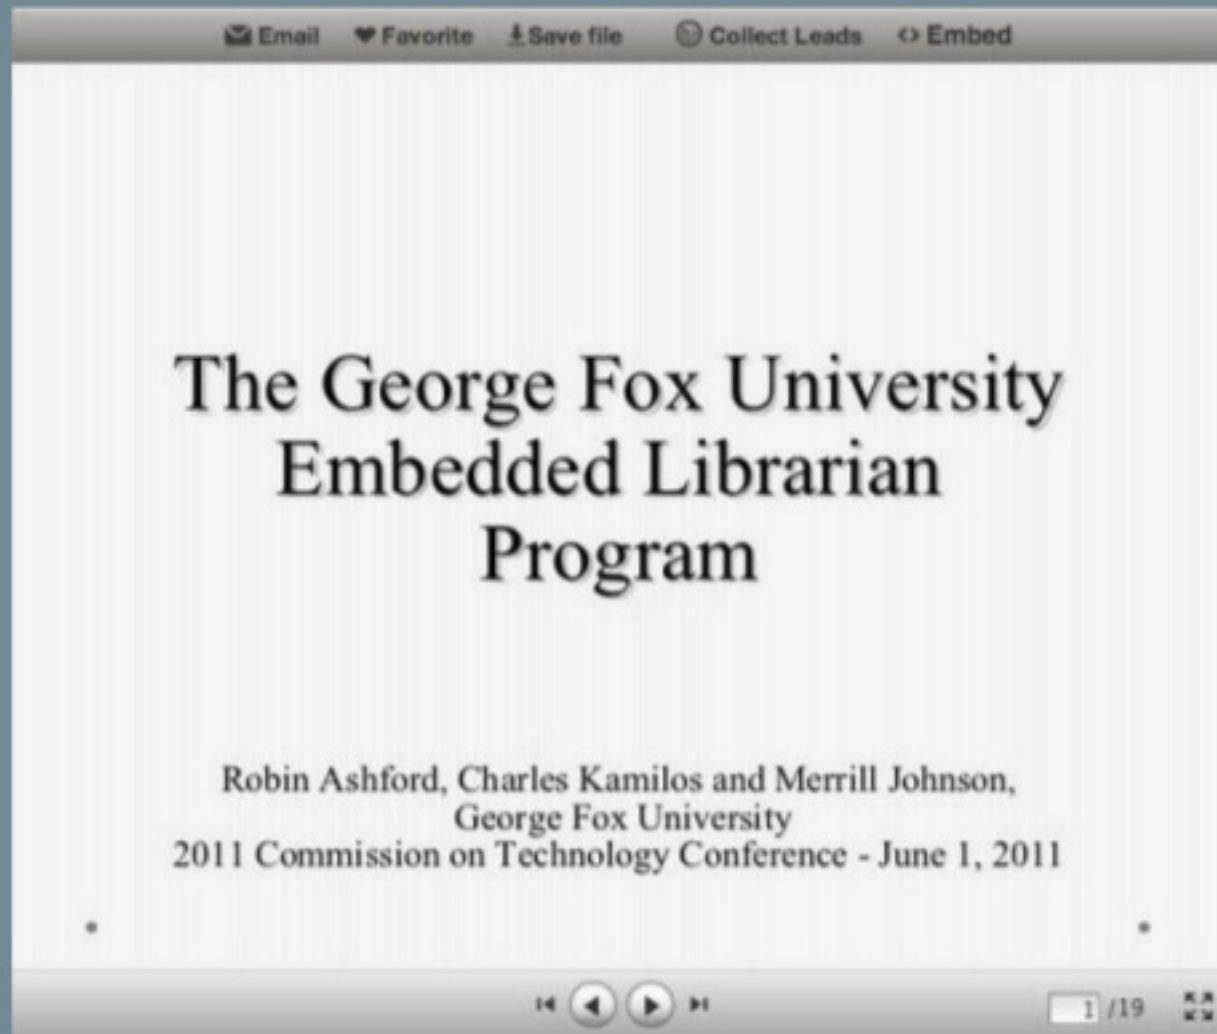 Email Favorite Save file Collect Leads Embed
The George Fox University
Embedded Librarian
Program
Robin Ashford, Charles Kamilos and Merrill Johnson,
George Fox University
2011 Commission on Technology Conference - June 1, 2011
1 /19